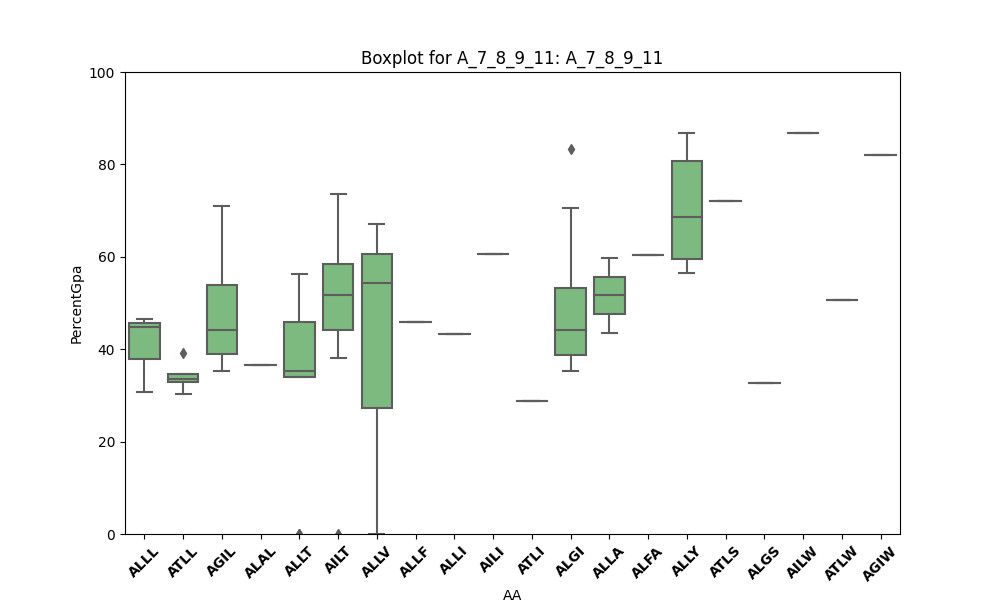 Boxplot for A_7_8_9_11: A_7_8_9_11
100
80
60
40
20
0
PercentGpa
ALLL ATLL AGIL ALAL ALLT AILT ALLV ALLF ALLI AILI ATLI ALGI ALLA ALFA ALLY ATLS ALGS AILW ATLW AGIW
AA